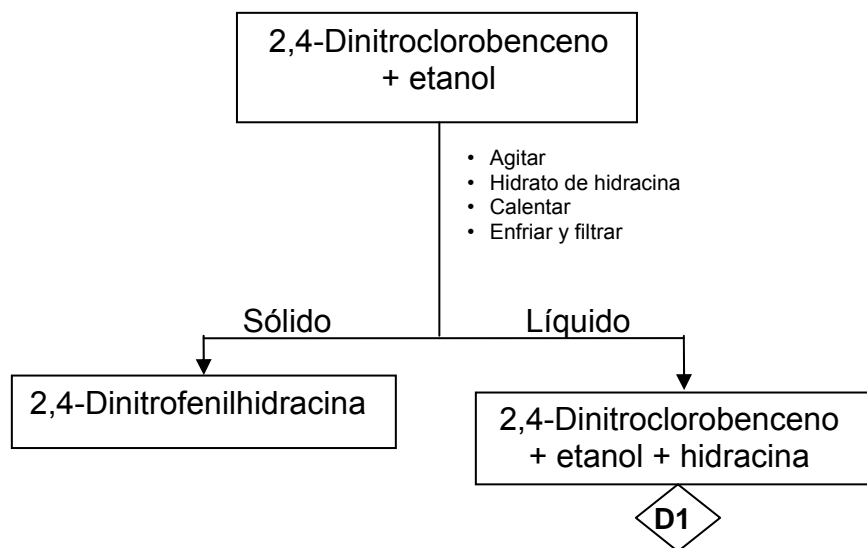 2,4-Dinitroclorobenceno
+ etanol
• Agitar
• Hidrato de hidracina
• Calentar
• Enfriar y filtrar
Sólido
Líquido
2,4-Dinitrofenilhidracina
2,4-Dinitroclorobenceno
+ etanol + hidracina
D1